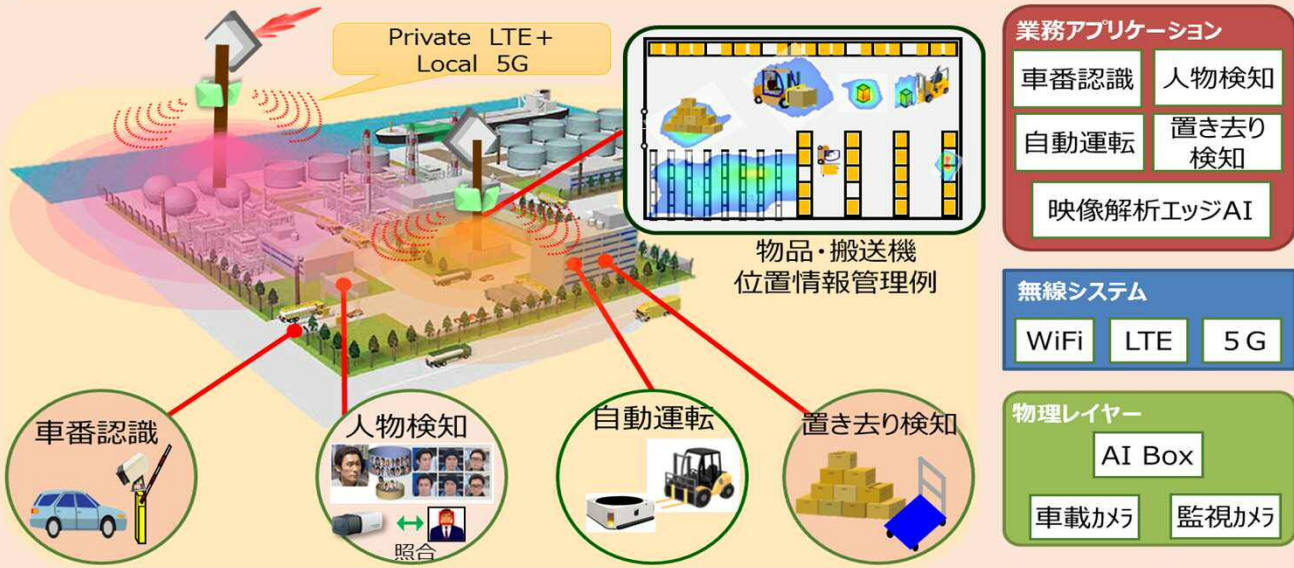 Private LTE+
Local 5G
物品・搬送機
位置情報管理例
車番認識
人物検知
照合
自動運転
置き去り検知
業務アプリケーション
車番認識
人物検知
自動運転
置き去り
検知
映像解析エッジAI
無線システム
WiFi
LTE
5G
物理レイヤー
AI Box
車載カメラ
監視カメラ